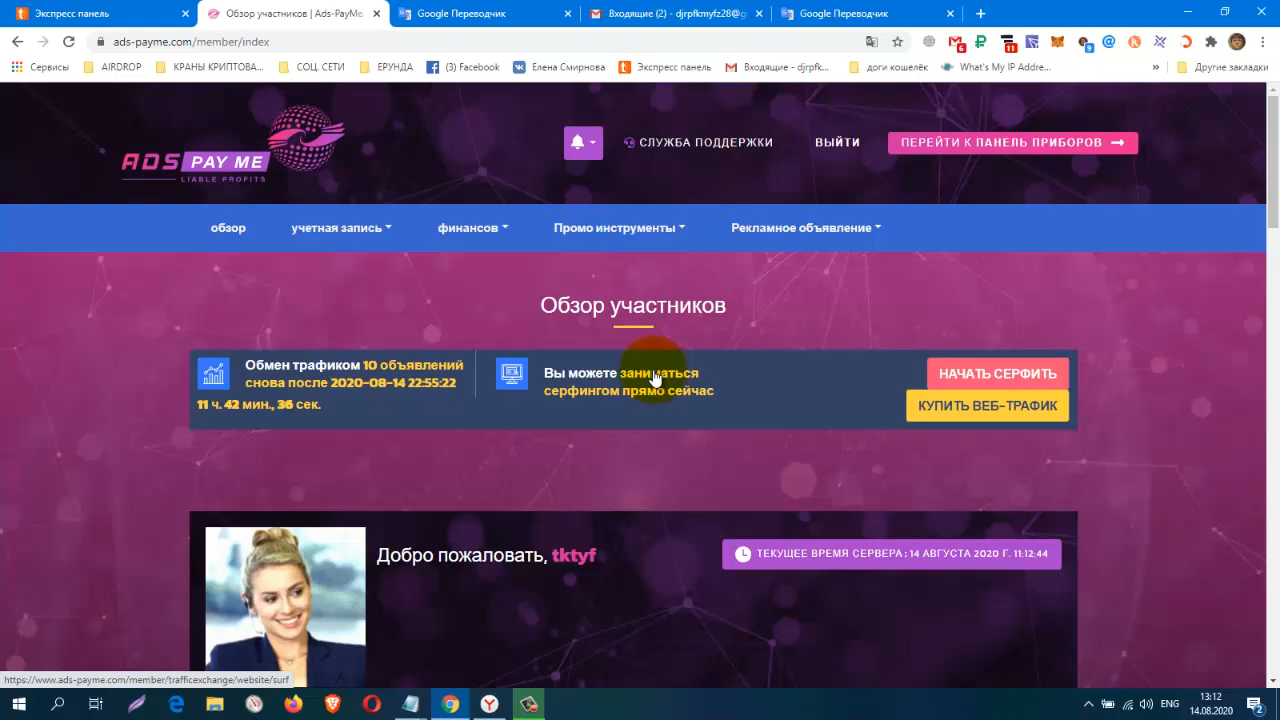 Экспресс панель
Обзор участников | Ads-PayMe
Google Переводчик
Входящие (2) - djrpfkmyfz28@g
Google Переводчик
ads-payme.com/member/index
6
11
9
Сервисы
AIRDROP
КРАНЫ КРИПТОВА...
СОЦ. СЕТИ
ЕРУНДА
(3) Facebook
Елена Смирнова
Экспресс панель
Входящие - djrpfk...
доги кошелёк
What's My IP Addre...
»
Другие закладки
ADS PAY ME
LIABLE PROFITS
СЛУЖБА ПОДДЕРЖКИ
ВЫЙТИ
ПЕРЕЙТИ К ПАНЕЛЬ ПРИБОРОВ
обзор
учетная запись
финансов
Промо инструменты
Рекламное объявление
Обзор участников
Обмен трафиком 10 объявлений
снова после 2020-08-14 22:55:22
11 ч. 42 мин., 36 сек.
Вы можете заниматься
серфингом прямо сейчас
НАЧАТЬ СЕРФИТЬ
КУПИТЬ ВЕБ-ТРАФИК
Добро пожаловать, tktyf
ТЕКУЩЕЕ ВРЕМЯ СЕРВЕРА : 14 АВГУСТА 2020 Г. 11:12:44
https://www.ads-payme.com/member/trafficexchange/website/surf
ENG
13:12
14.08.2020
2